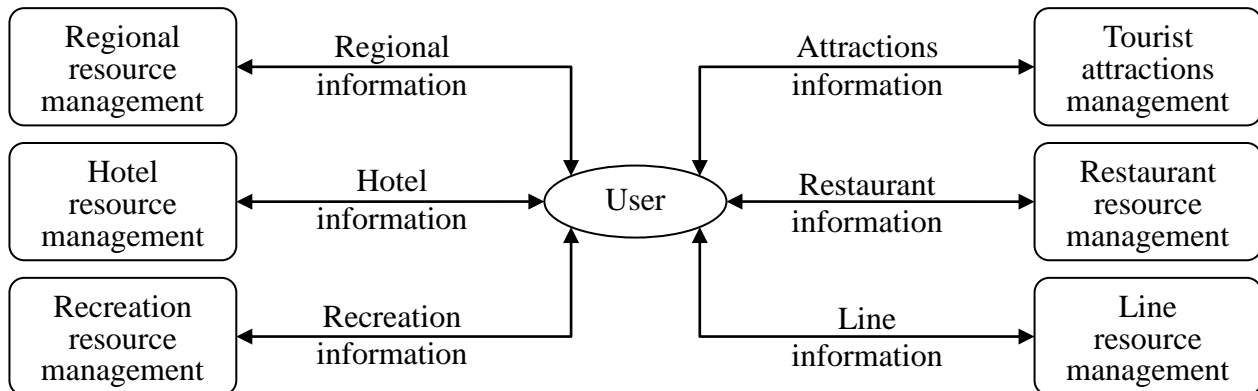 Regional
resource
management
Regional
information
Attractions
information
Tourist
attractions
management
Hotel
resource
management
Hotel
information
User
Restaurant
information
Restaurant
resource
management
Recreation
resource
management
Recreation
information
Line
information
Line
resource
management